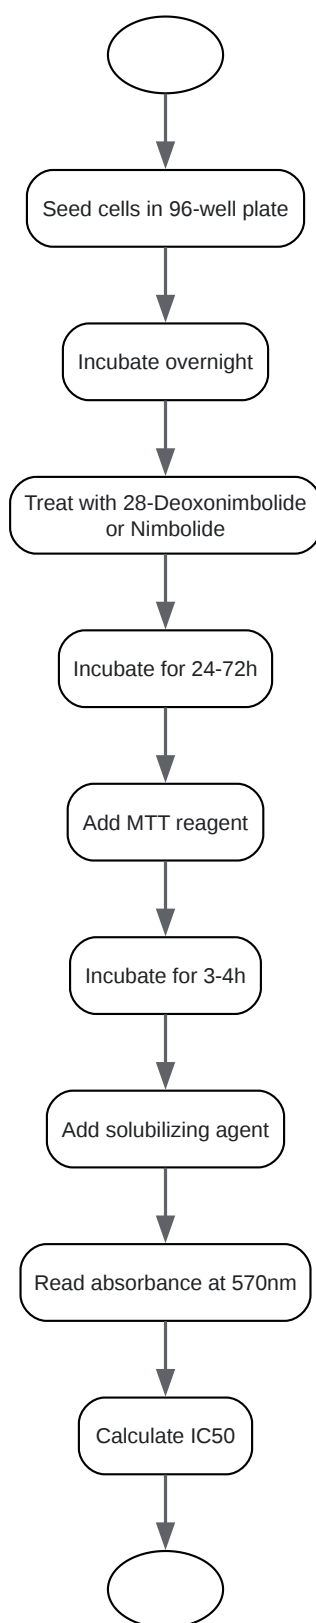 Seed cells in 96-well plate
Incubate overnight
Treat with 28-Deoxonimbolide
or Nimbolide
Incubate for 24-72h
Add MTT reagent
Incubate for 3-4h
Add solubilizing agent
Read absorbance at 570nm
Calculate IC50